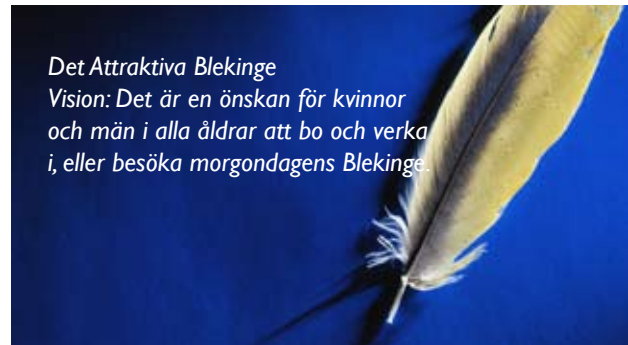 Det Attraktiva Blekinge
Vision: Det är en önskan för kvinnor
och män i alla åldrar att bo och verka
i, eller besöka morgondagens Blekinge.